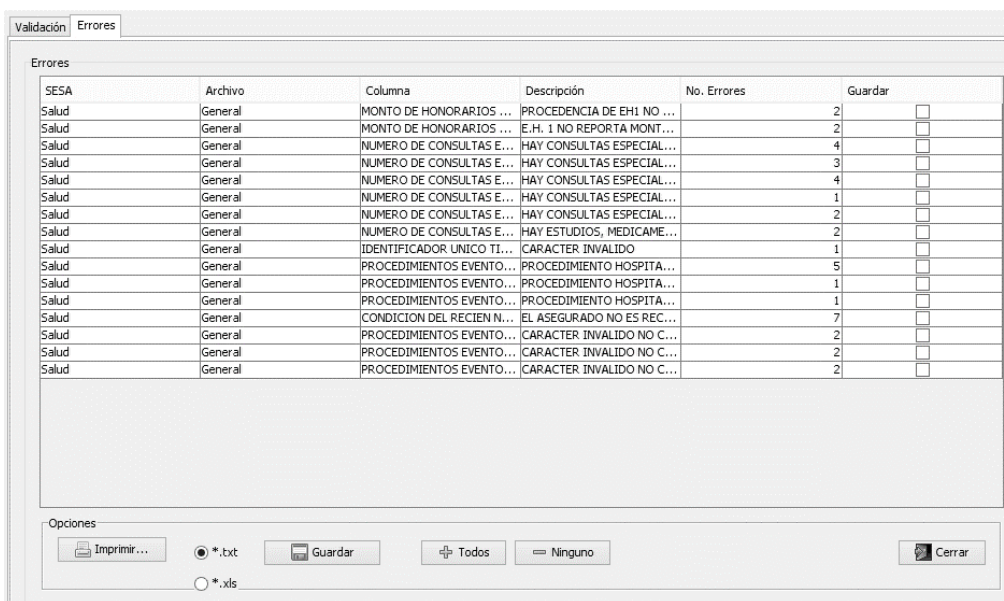 Validación Errores
Errores
SESA Archivo Columna Descripción No. Errores Guardar
Salud General MONTO DE HONORARIOS ... PROCEDENCIA DE EH1 NO ... 2
Salud General MONTO DE HONORARIOS ... E.H. 1 NO REPORTA MONT... 2
Salud General NUMERO DE CONSULTAS E... HAY CONSULTAS ESPECIAL... 4
Salud General NUMERO DE CONSULTAS E... HAY CONSULTAS ESPECIAL... 3
Salud General NUMERO DE CONSULTAS E... HAY CONSULTAS ESPECIAL... 4
Salud General NUMERO DE CONSULTAS E... HAY CONSULTAS ESPECIAL... 1
Salud General NUMERO DE CONSULTAS E... HAY CONSULTAS ESPECIAL... 2
Salud General NUMERO DE CONSULTAS E... HAY ESTUDIOS, MEDICAME... 2
Salud General IDENTIFICADOR UNICO TI... CARACTER INVALIDO 1
Salud General PROCEDIMIENTOS EVENTO... PROCEDIMIENTO HOSPITA... 5
Salud General PROCEDIMIENTOS EVENTO... PROCEDIMIENTO HOSPITA... 1
Salud General PROCEDIMIENTOS EVENTO... PROCEDIMIENTO HOSPITA... 1
Salud General CONDICION DEL RECIEN N... EL ASEGURADO NO ES REC... 7
Salud General PROCEDIMIENTOS EVENTO... CARACTER INVALIDO NO C... 2
Salud General PROCEDIMIENTOS EVENTO... CARACTER INVALIDO NO C... 2
Salud General PROCEDIMIENTOS EVENTO... CARACTER INVALIDO NO C... 2
Opciones
Imprimir... *.txt Guardar Todos Ninguno Cerrar
*.xls